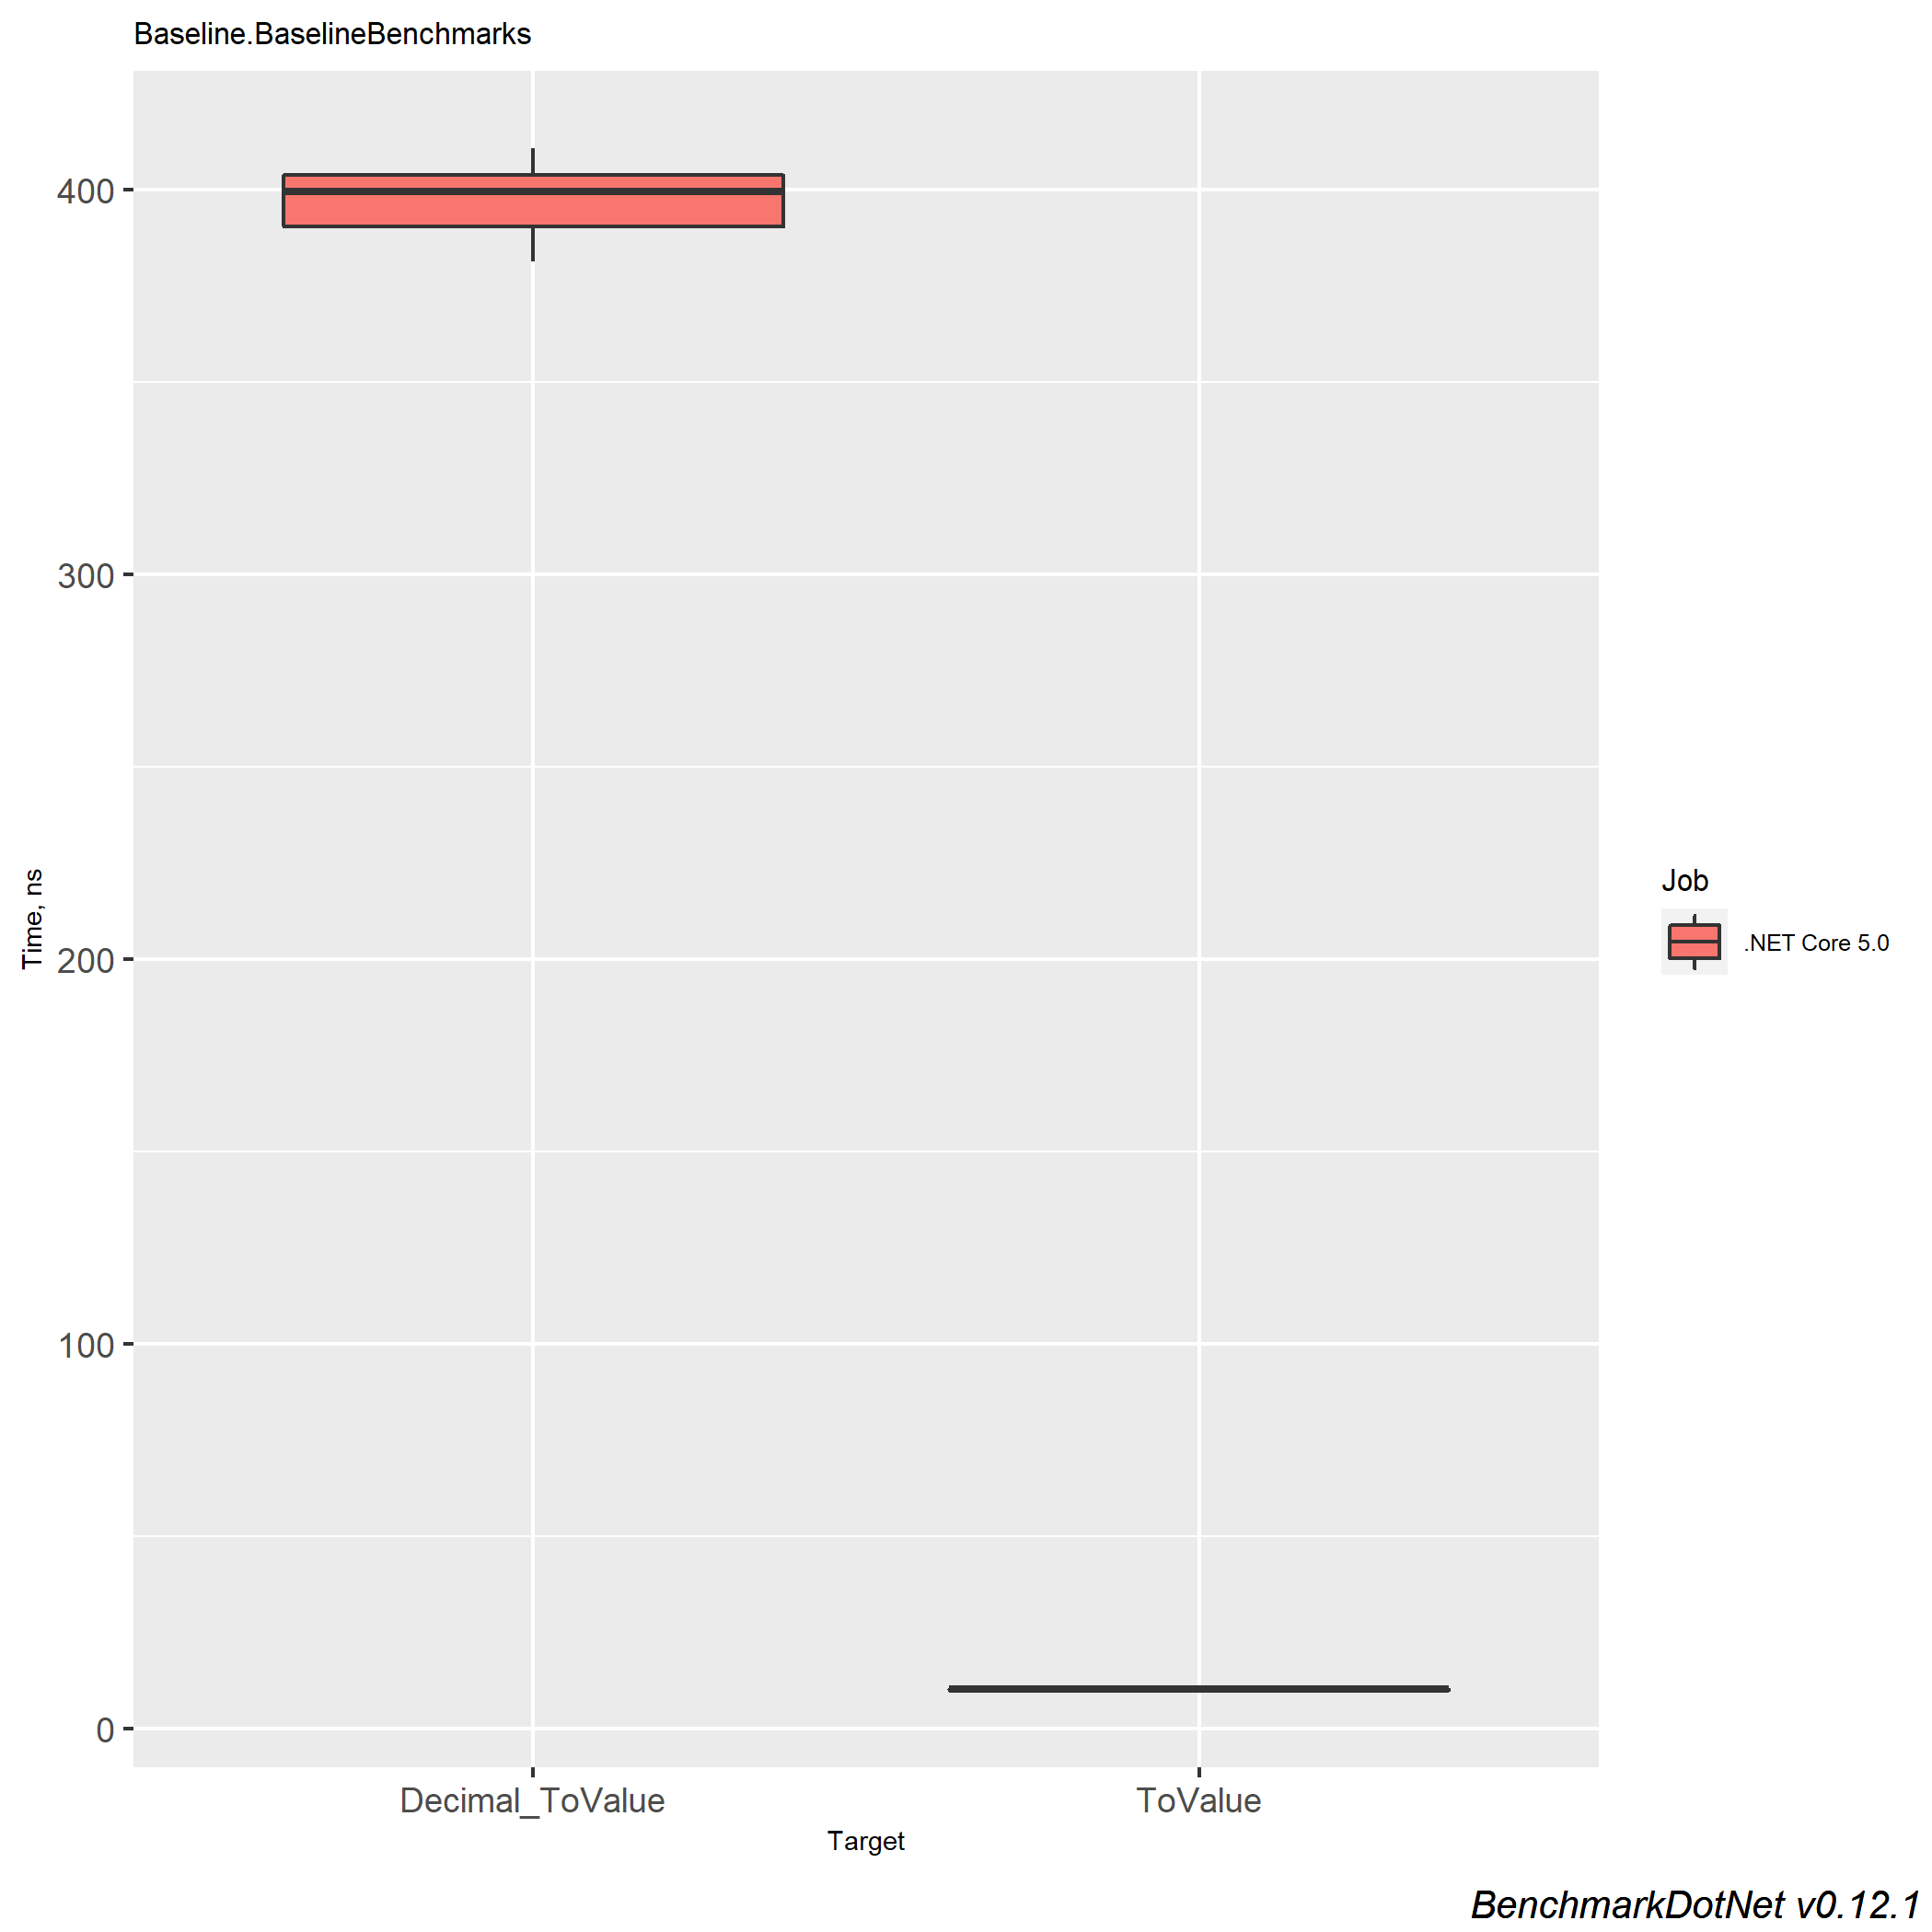 Baseline.BaselineBenchmarks
400
300
200
100
0
Time, ns
Decimal_ToValue
ToValue
Target
Job
.NET Core 5.0
BenchmarkDotNet v0.12.1